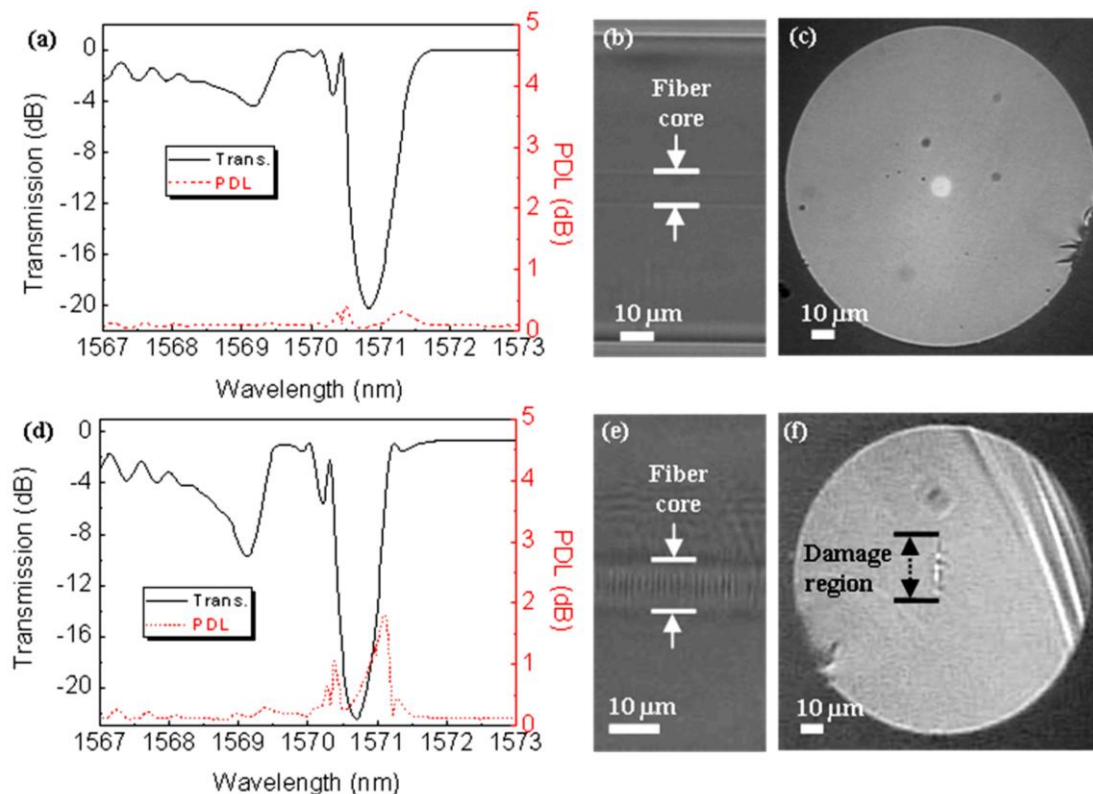 (a)
Transmission (dB)
0
-4
-8
-12
-16
-20
Trans.
PDL
5
4
3
2
1
0
PDL (dB)
1567 1568 1569 1570 1571 1572 1573
Wavelength (nm)
(b)
Fiber
core
10 µm
(c)
10 µm
(d)
Transmission (dB)
0
-4
-8
-12
-16
-20
Trans.
PDL
5
4
3
2
1
0
PDL (dB)
1567 1568 1569 1570 1571 1572 1573
Wavelength (nm)
(e)
Fiber
core
10 µm
(f)
Damage
region
10 µm